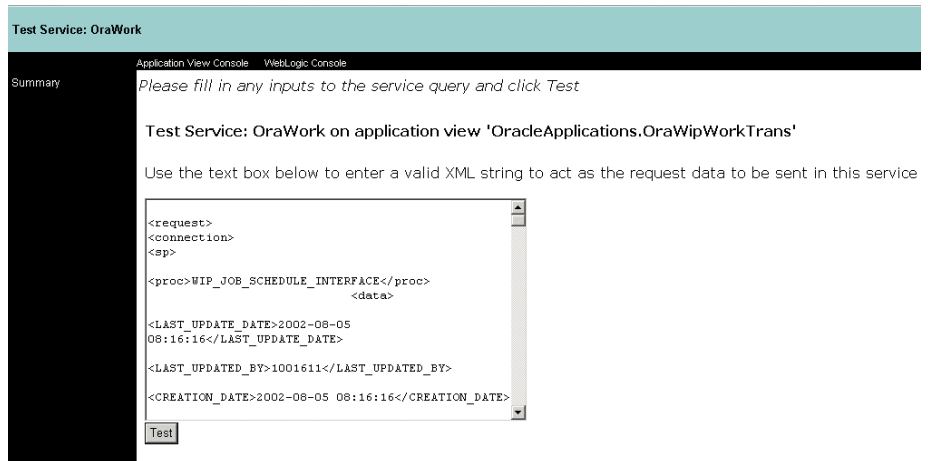 Test Service: OraWork
Application View Console WebLogic Console
Summary
Please fill in any inputs to the service query and click Test
Test Service: OraWork on application view 'OracleApplications.OraWipWorkTrans'
Use the text box below to enter a valid XML string to act as the request data to be sent in this service
<request>
<connection>
<sp>
<proc>WIP_JOB_SCHEDULE_INTERFACE</proc>
<data>
<LAST_UPDATE_DATE>2002-08-05
08:16:16</LAST_UPDATE_DATE>
<LAST_UPDATED_BY>1001611</LAST_UPDATED_BY>
<CREATION_DATE>2002-08-05 08:16:16</CREATION_DATE>
Test